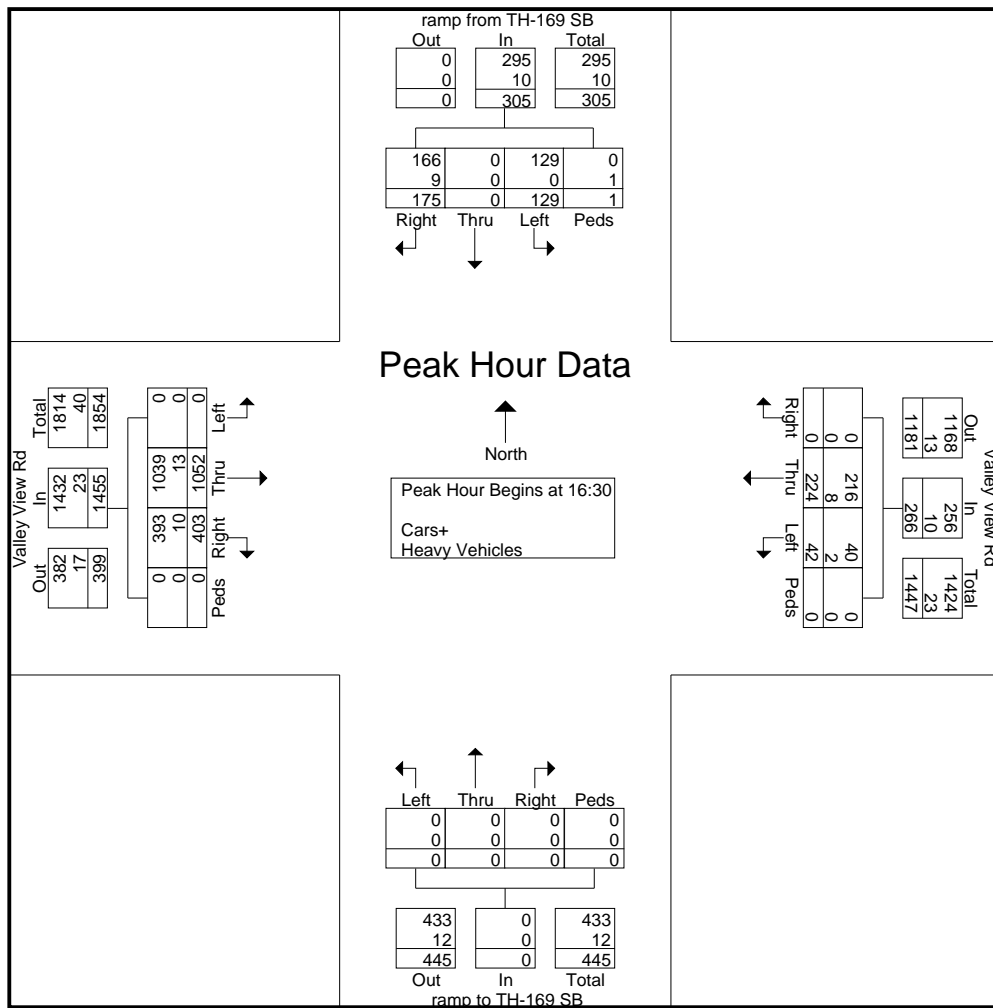 ramp from TH-169 SB
Out In Total
0 295 295
0 10 10
0 305 305
166 0 129 0
9 0 0 1
175 0 129 1
Right Thru Left Peds
Peak Hour Data
North
Peak Hour Begins at 16:30
Cars+
Heavy Vehicles
Valley View Rd
Out In Total
382 1432 1814
17 23 40
399 1455 1854
0 393 1039 0
0 10 13 0
0 403 1052 0
Peds Right Thru Left
Valley View Rd
Out In Total
1168 256 1424
13 10 23
1181 266 1447
0 216 40 0
0 8 2 0
0 224 42 0
Right Thru Left Peds
Left Thru Right Peds
0 0 0 0
0 0 0 0
0 0 0 0
433 0 433
12 0 12
445 0 445
Out In Total
ramp to TH-169 SB